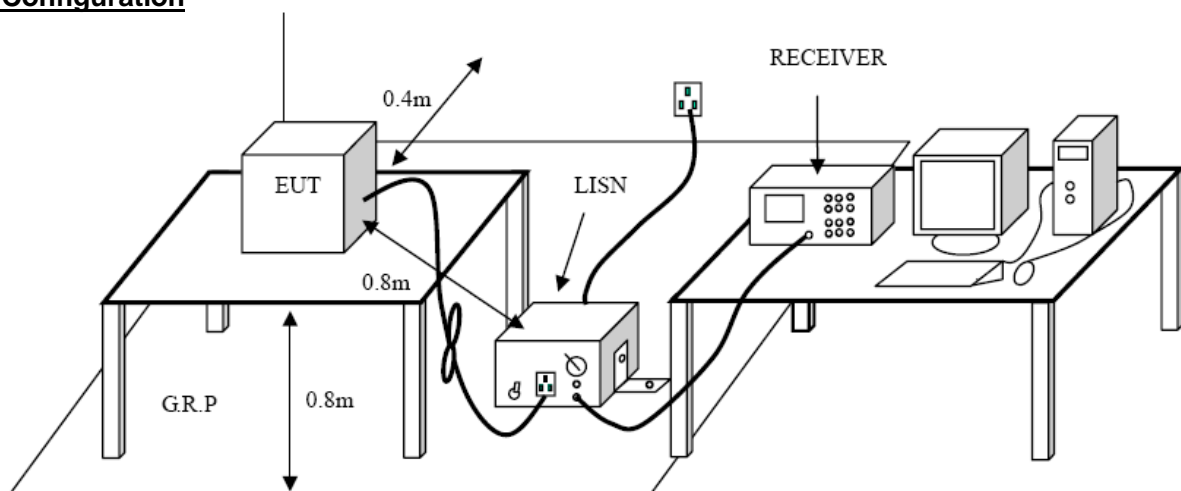 Configuration
RECEIVER
0.4m
EUT
LISN
0.8m
G.R.P
0.8m